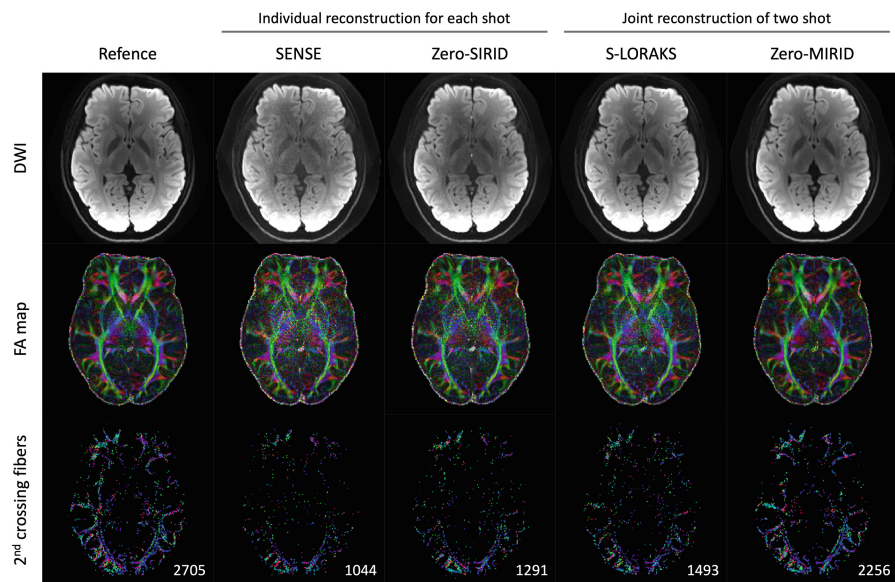 Individual reconstruction for each shot
Joint reconstruction of two shot
Refence
SENSE
Zero-SIRID
S-LORAKS
Zero-MIRID
DWI
FA map
2nd crossing fibers
2705
1044
1291
1493
2256